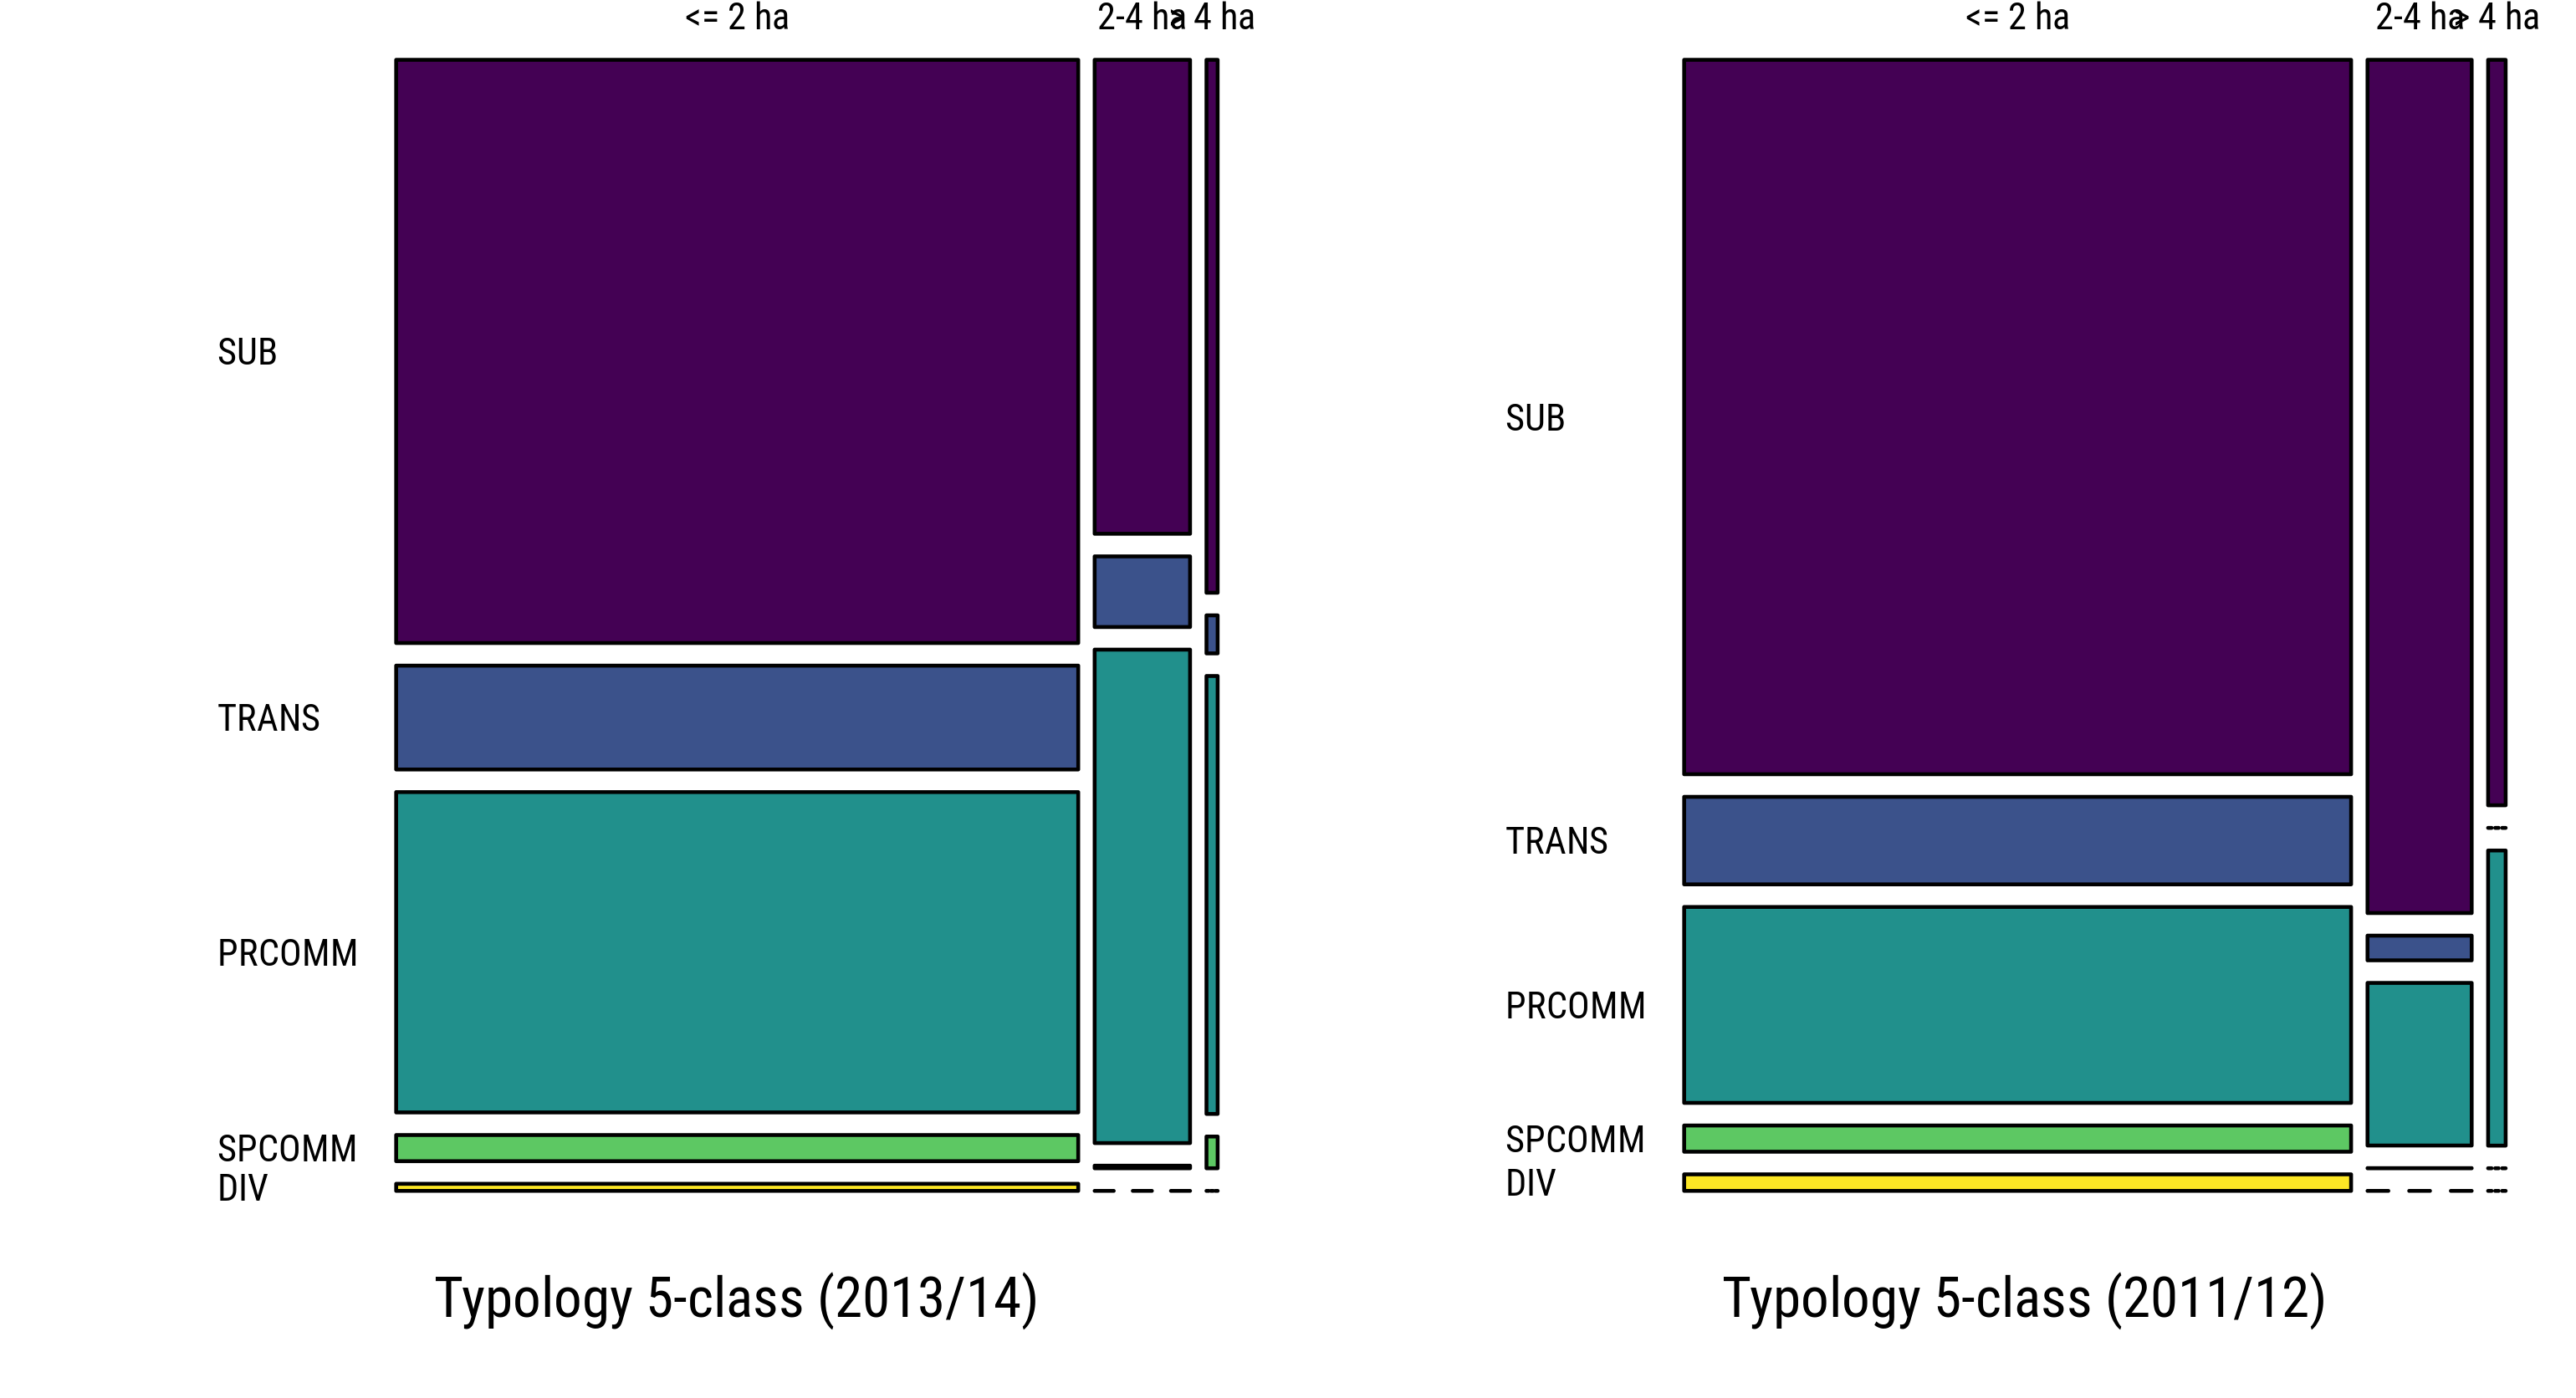 <= 2 ha 2-4 ha > 4 ha
SUB
TRANS
PRCOMM
SPCOMM
DIV
Typology 5-class (2013/14)
<= 2 ha 2-4 ha > 4 ha
SUB
TRANS
PRCOMM
SPCOMM
DIV
Typology 5-class (2011/12)